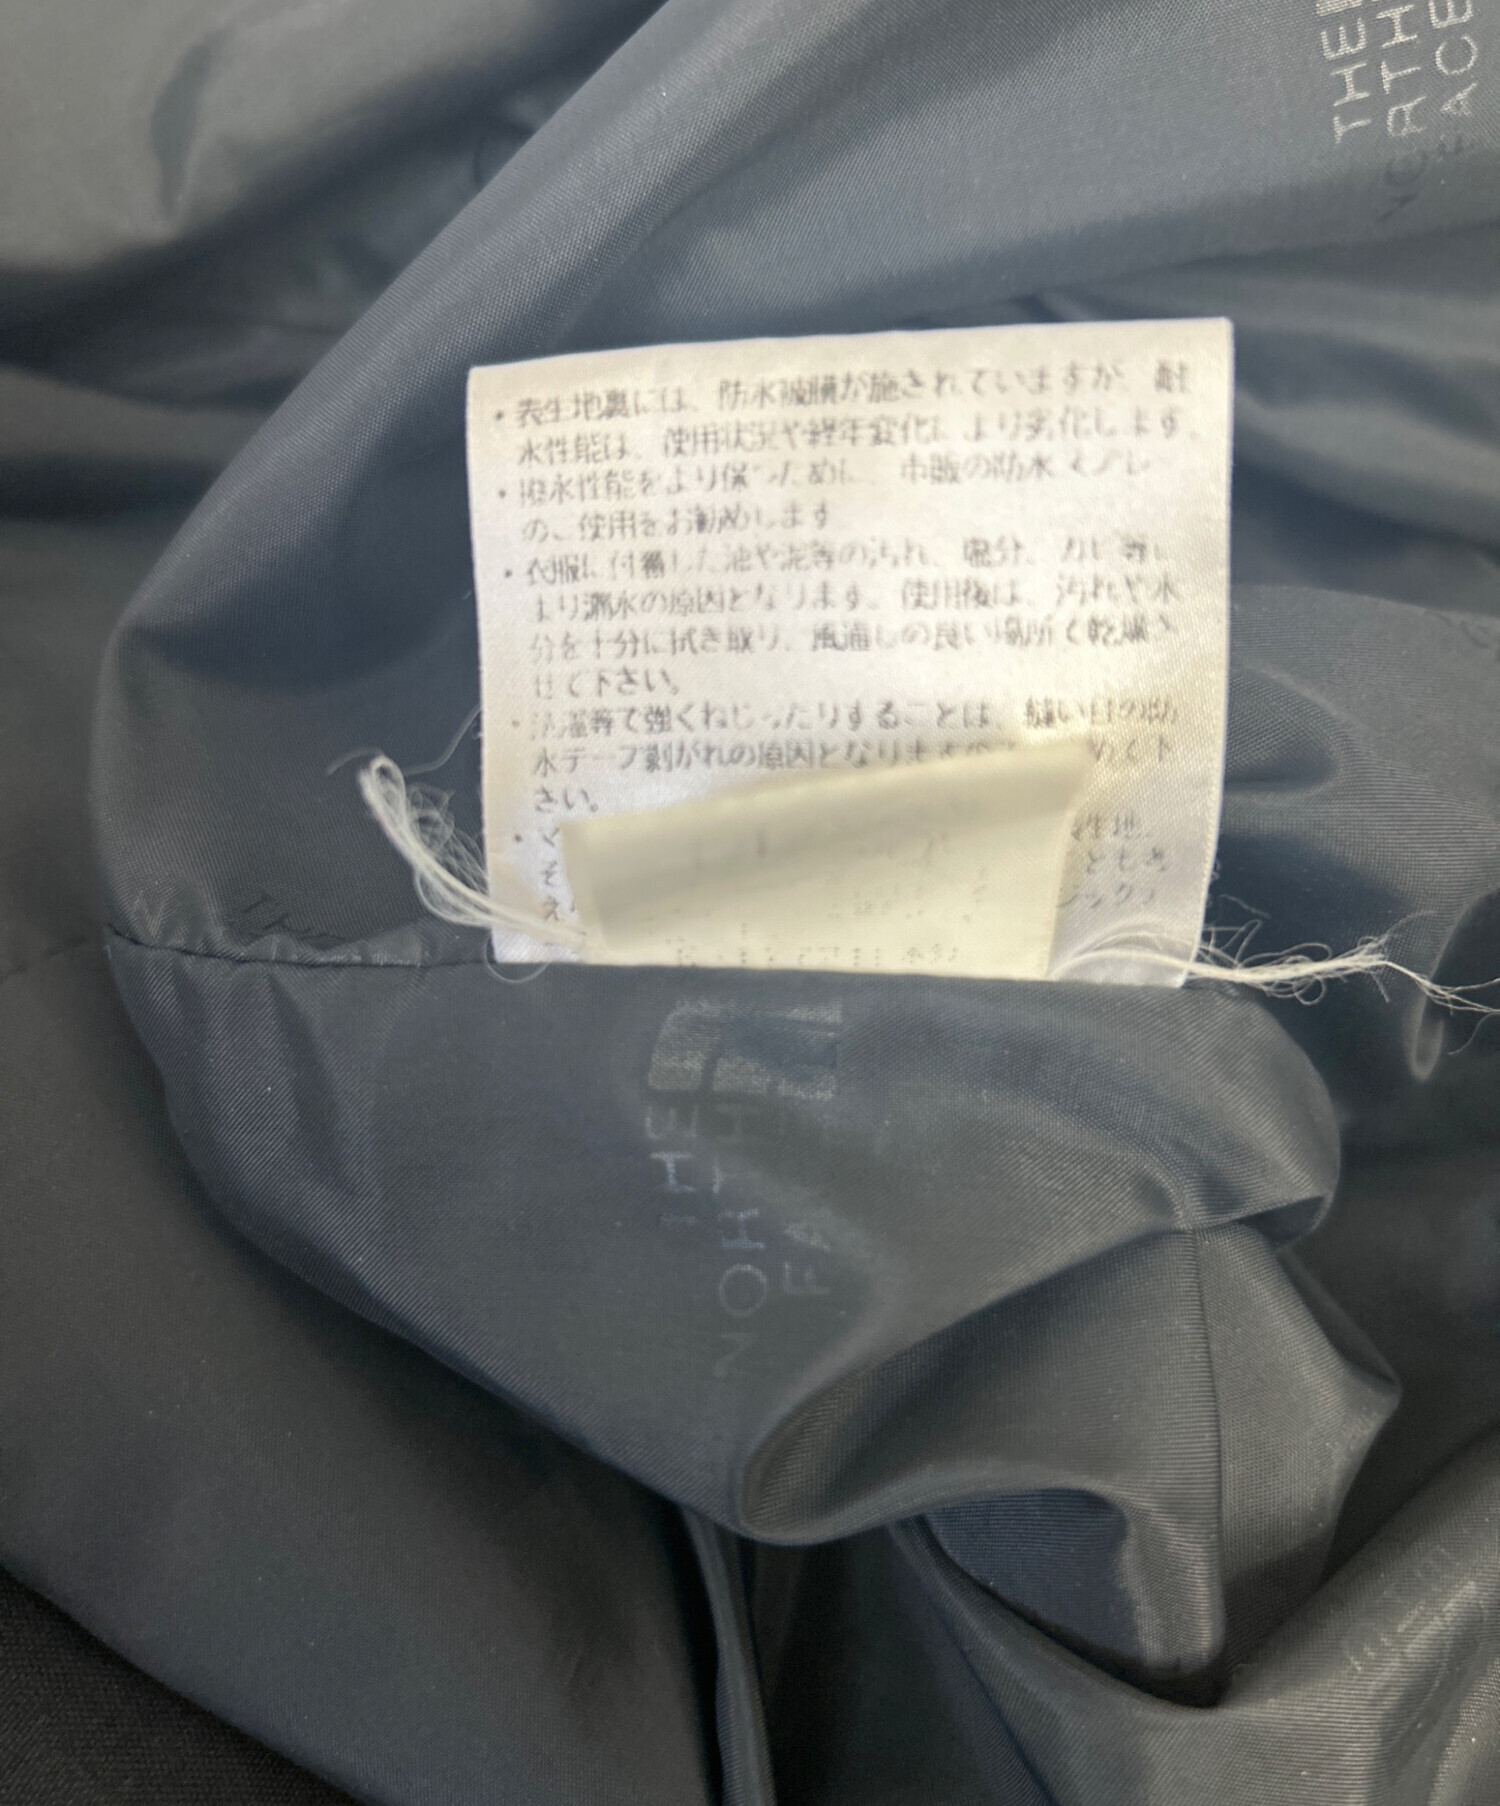 THE
NORTH
FACE
・表生地裏には、防水被膜が施されていますが、耐
水性能は、使用状況や経年変化により劣化します。
・撥水性能をより保つために、市販の防水スプレー
の、使用をお勧めします
・衣服に付着した油や泥等の汚れ、塩分、カビ等に
より漏水の原因となります。使用後は、汚れや水
分を十分に拭き取り、風通しの良い場所で乾燥さ
せて下さい。
・洗濯等で強くねじったりすることは、縫い目の防
水テープ剥がれの原因となりますの
めて下
さい。
生地
THE
NORTH
FA